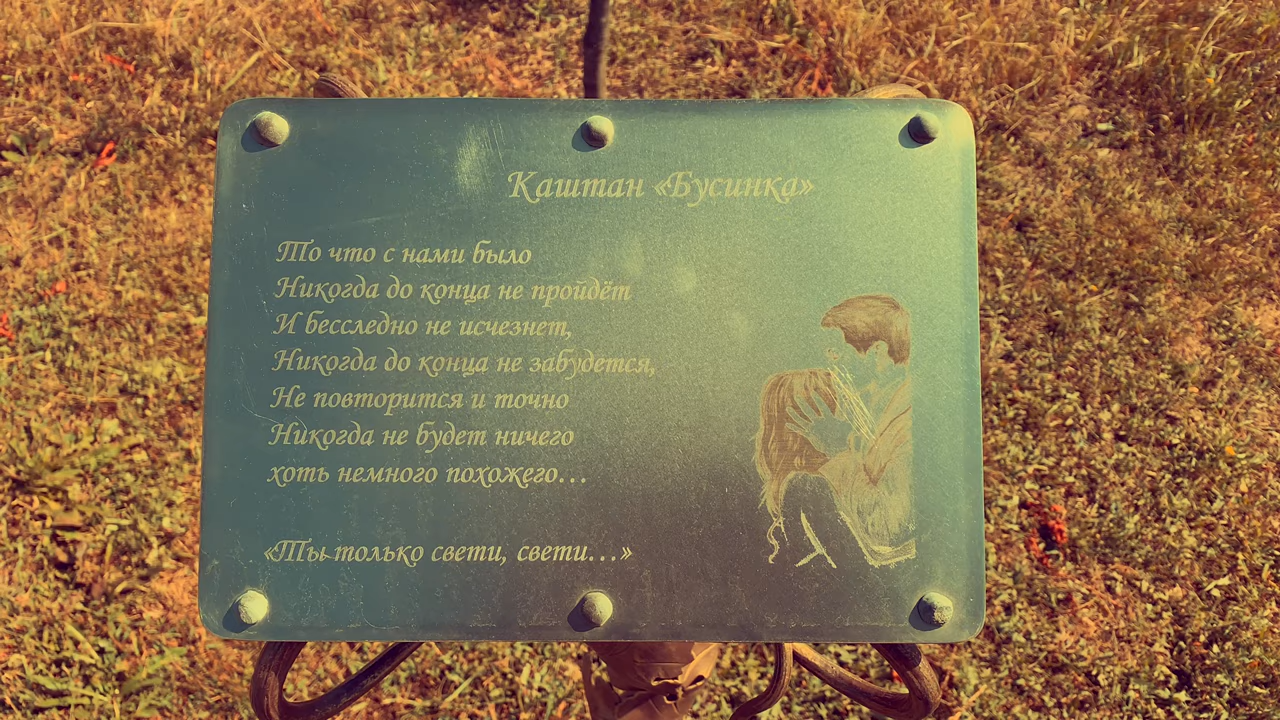 Каштан «Бусинка»
То что с нами было
Никогда до конца не пройдёт
И бесследно не исчезнет,
Никогда до конца не забудется,
Не повторится и точно
Никогда не будет ничего
хоть немного похожего...
«Ты только свети, свети...»